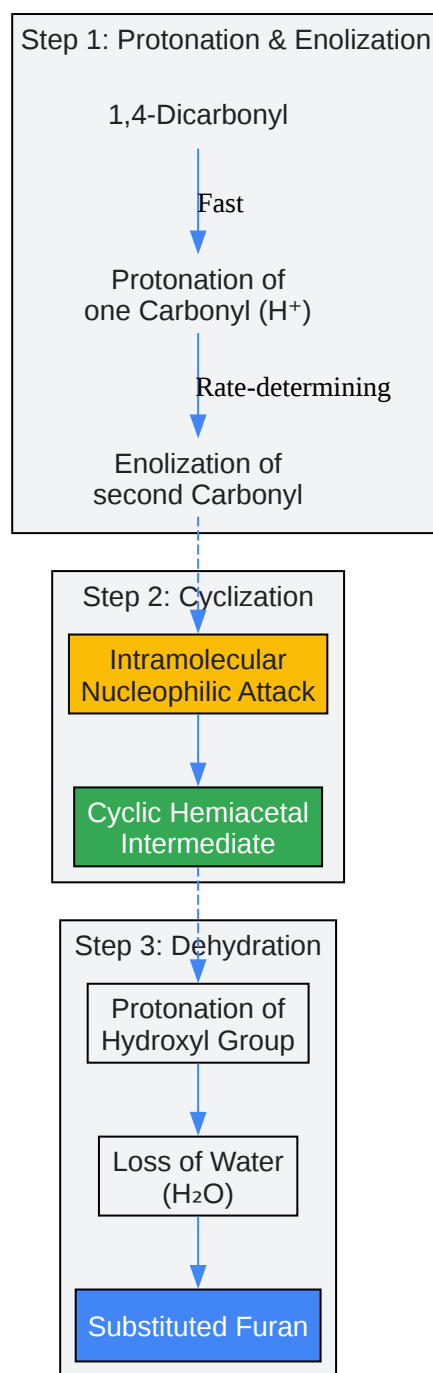 Step 1: Protonation & Enolization
1,4-Dicarbonyl
Fast
Protonation of
one Carbonyl (H⁺)
Rate-determining
Enolization of
second Carbonyl
Step 2: Cyclization
Intramolecular
Nucleophilic Attack
Cyclic Hemiacetal
Intermediate
Step 3: Dehydration
Protonation of
Hydroxyl Group
Loss of Water
(H₂O)
Substituted Furan